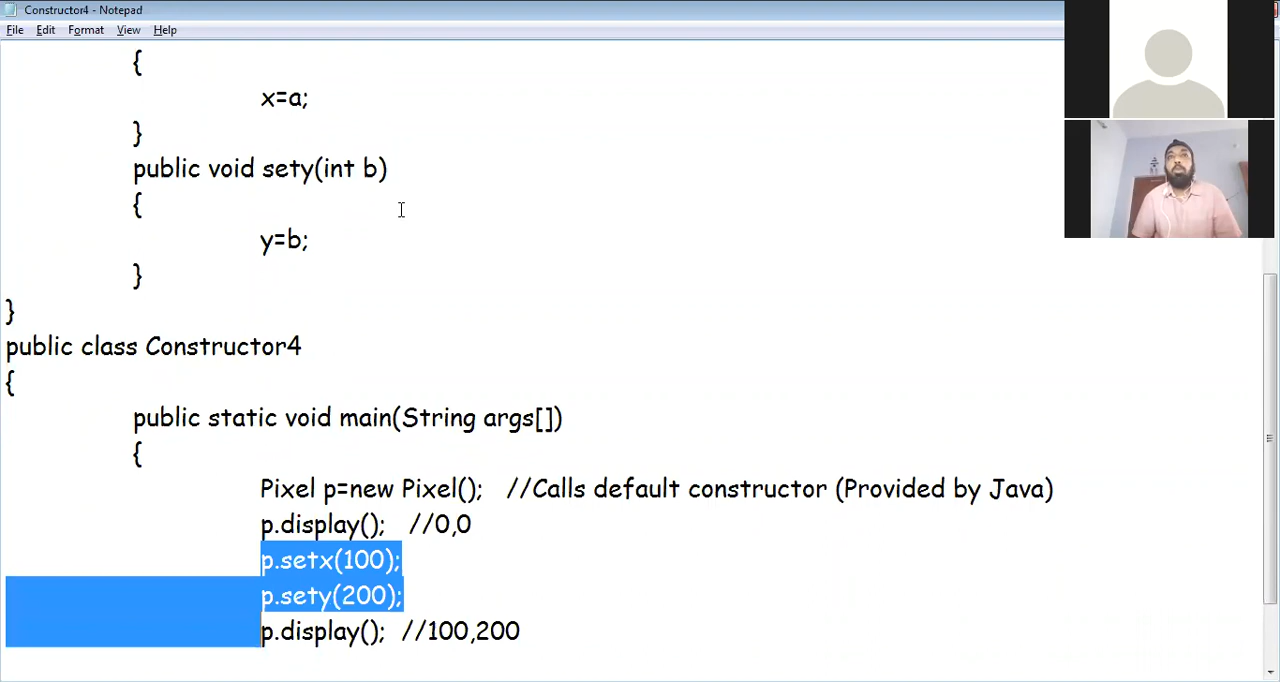 Constructor4 - Notepad
File Edit Format View Help
{
x=a;
}
public void sety(int b)
{
y=b;
}
}
public class Constructor4
{
public static void main(String args[])
{
Pixel p=new Pixel(); //Calls default constructor (Provided by Java)
p.display(); //0,0
p.setx(100);
p.sety(200);
p.display(); //100,200